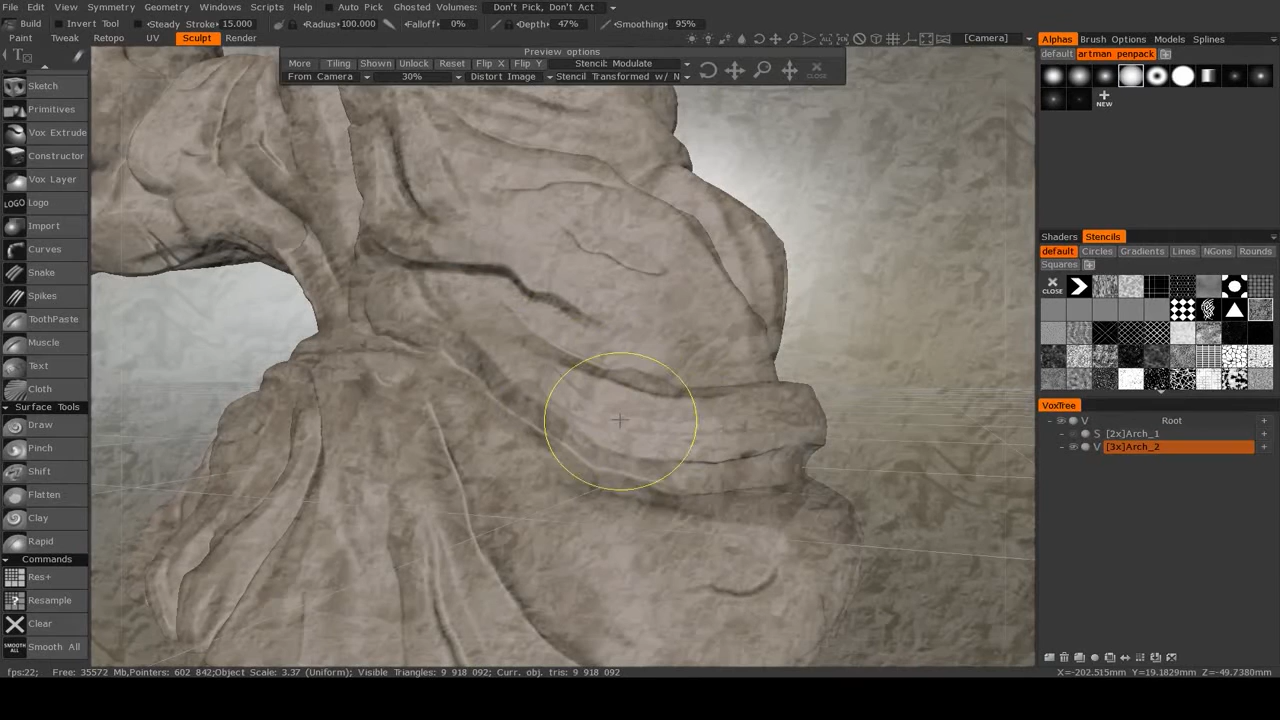 File Edit View Symmetry Geometry Windows Scripts Help Auto Pick Ghosted Volumes: Don't Pick, Don't Act
Build Invert Tool Steady Stroke: 15.000 Radius: 100.000 Falloff: 0% Depth: 47% Smoothing: 95%
Paint Tweak Retopo UV Sculpt Render [Camera]
Preview options
More Tiling Shown Unlock Reset Flip X Flip Y Stencil: Modulate
From Camera 30% Distort Image Stencil Transformed w/ N
CLOSE
Sketch
Primitives
Vox Extrude
Constructor
Vox Layer
LOGO Logo
Import
Curves
Snake
Spikes
ToothPaste
Muscle
Text
Cloth
Surface Tools
Draw
Pinch
Shift
Flatten
Clay
Rapid
Commands
Res+
Resample
Clear
SMOOTH ALL Smooth All
Alphas Brush Options Models Splines
default artman penpack
NEW
Shaders Stencils
default Circles Gradients Lines NGons Rounds
Squares
CLOSE
VoxTree
V Root +
S [2x]Arch_1 +
V [3x]Arch_2 +
fps:22; Free: 35572 Mb,Pointers: 602 842;Object Scale: 3.37 (Uniform); Visible Triangles: 9 918 092; Curr. obj. tris: 9 918 092 X=-202.515mm Y=19.1829mm Z=-49.7380mm